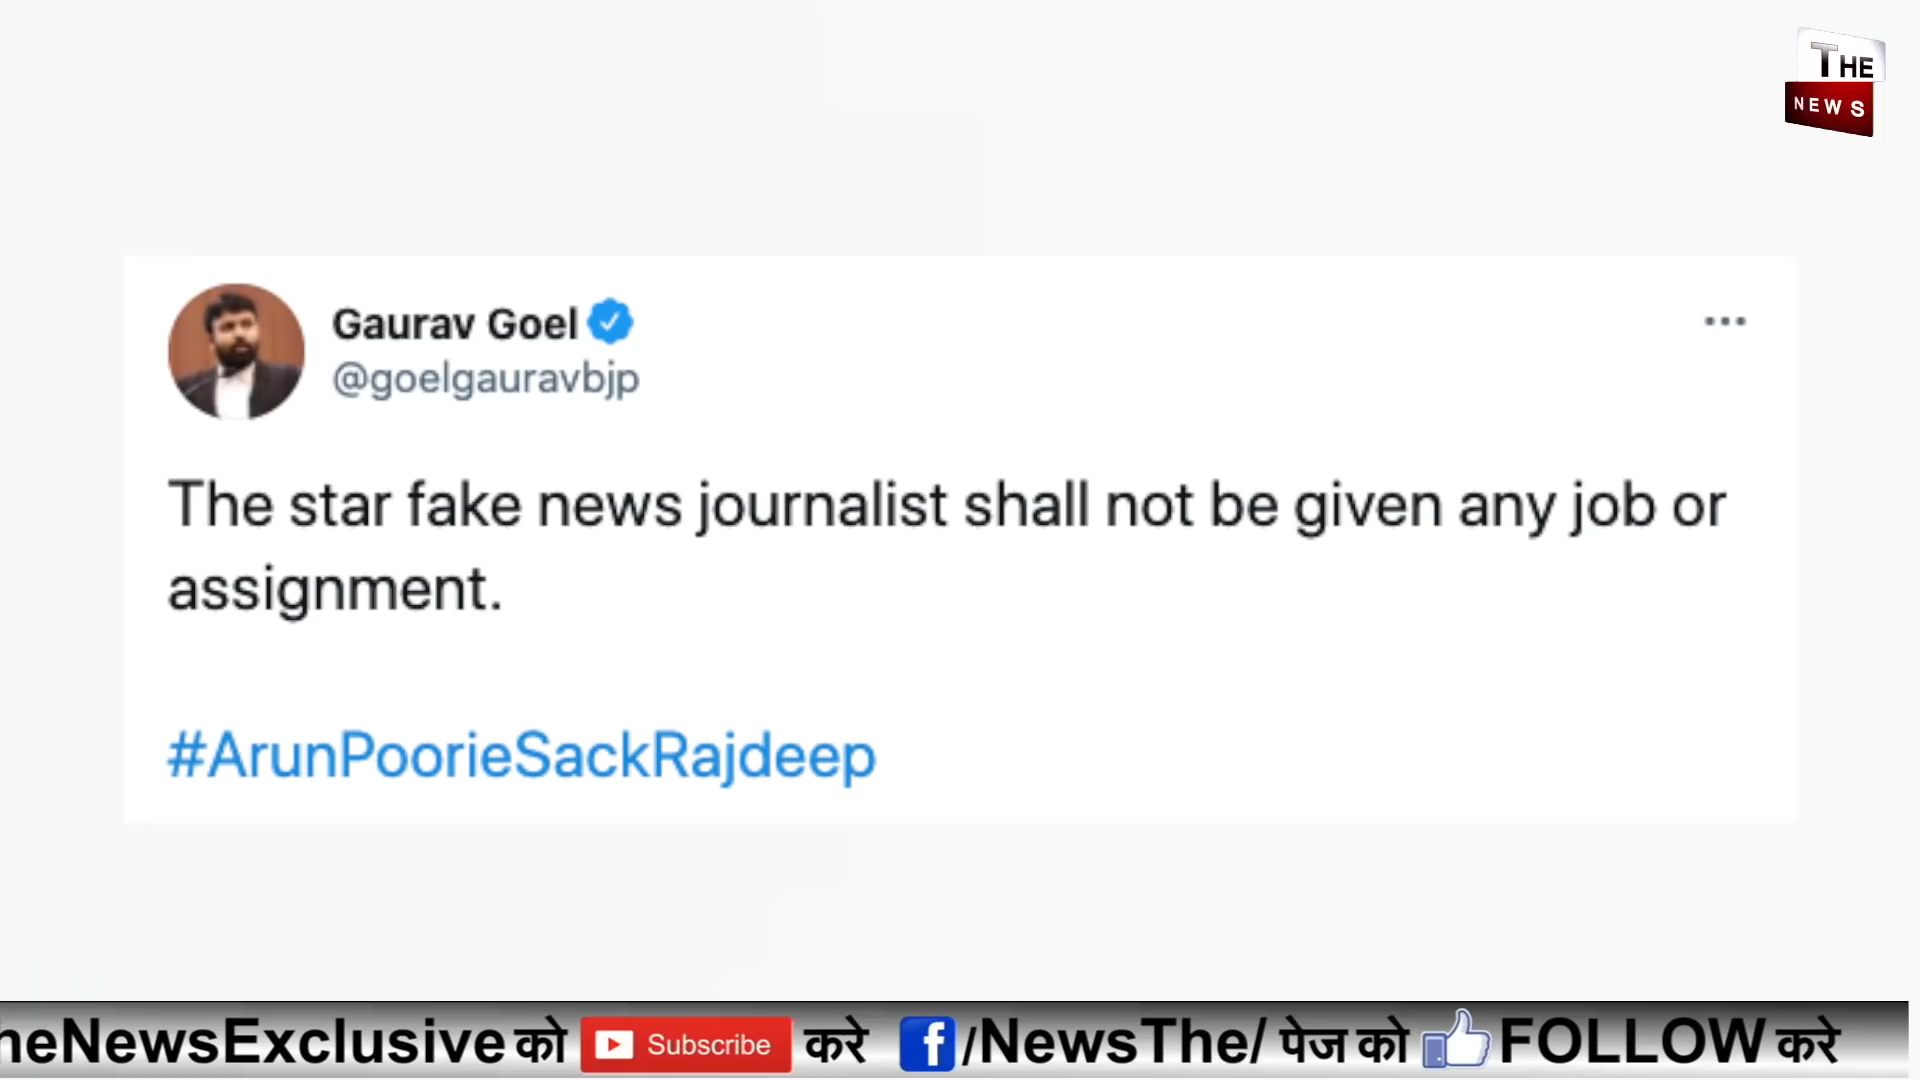 THE
NEWS
Gaurav Goel
@goelgauravbjp
The star fake news journalist shall not be given any job or
assignment.
#ArunPoorieSackRajdeep
heNewsExclusive को Subscribe करे f /NewsThe/ पेज को FOLLOW करे